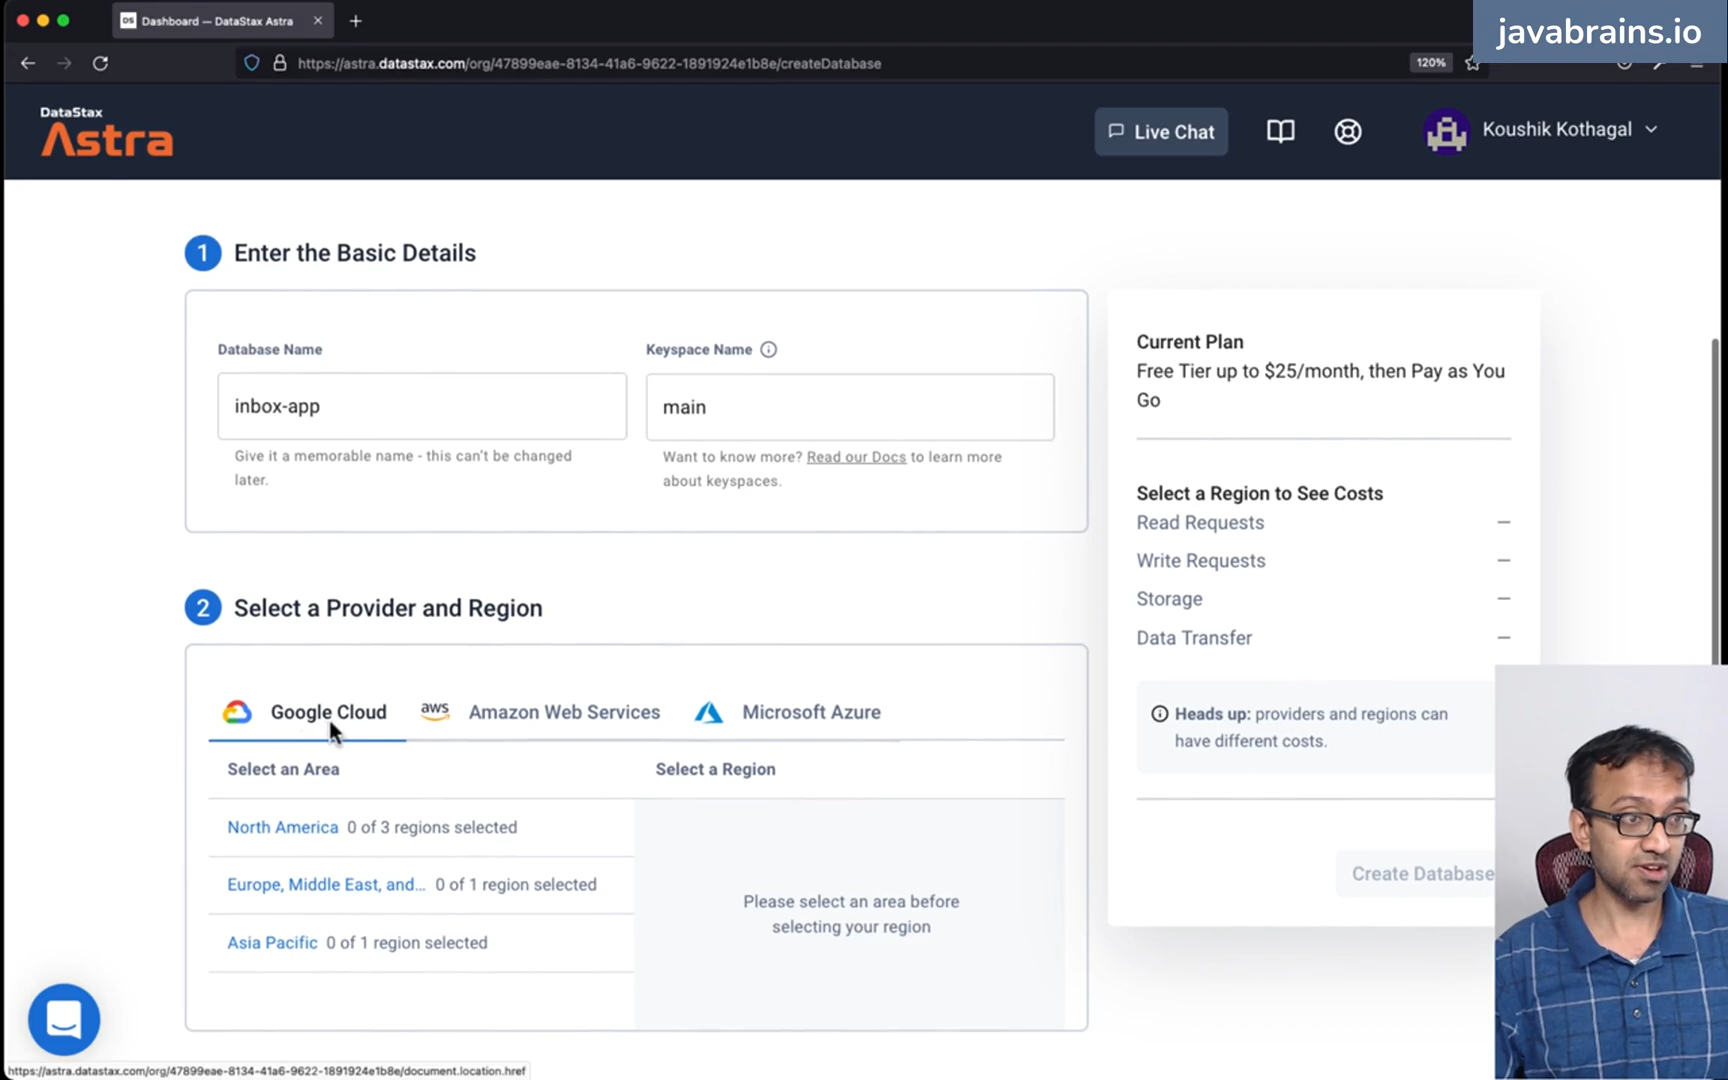 DS Dashboard — DataStax Astra
javabrains.io
https://astra.datastax.com/org/47899eae-8134-41a6-9622-1891924e1b8e/createDatabase
120%
DataStax
Astra
Live Chat
Koushik Kothagal
1 Enter the Basic Details
Database Name
Keyspace Name
inbox-app
main
Give it a memorable name - this can't be changed
later.
Want to know more? Read our Docs to learn more
about keyspaces.
Current Plan
Free Tier up to $25/month, then Pay as You
Go
Select a Region to See Costs
Read Requests –
Write Requests –
Storage –
Data Transfer –
Heads up: providers and regions can
have different costs.
Create Database
2 Select a Provider and Region
Google Cloud
aws Amazon Web Services
Microsoft Azure
Select an Area
Select a Region
North America 0 of 3 regions selected
Europe, Middle East, and... 0 of 1 region selected
Asia Pacific 0 of 1 region selected
Please select an area before
selecting your region
https://astra.datastax.com/org/47899eae-8134-41a6-9622-1891924e1b8e/document.location.href